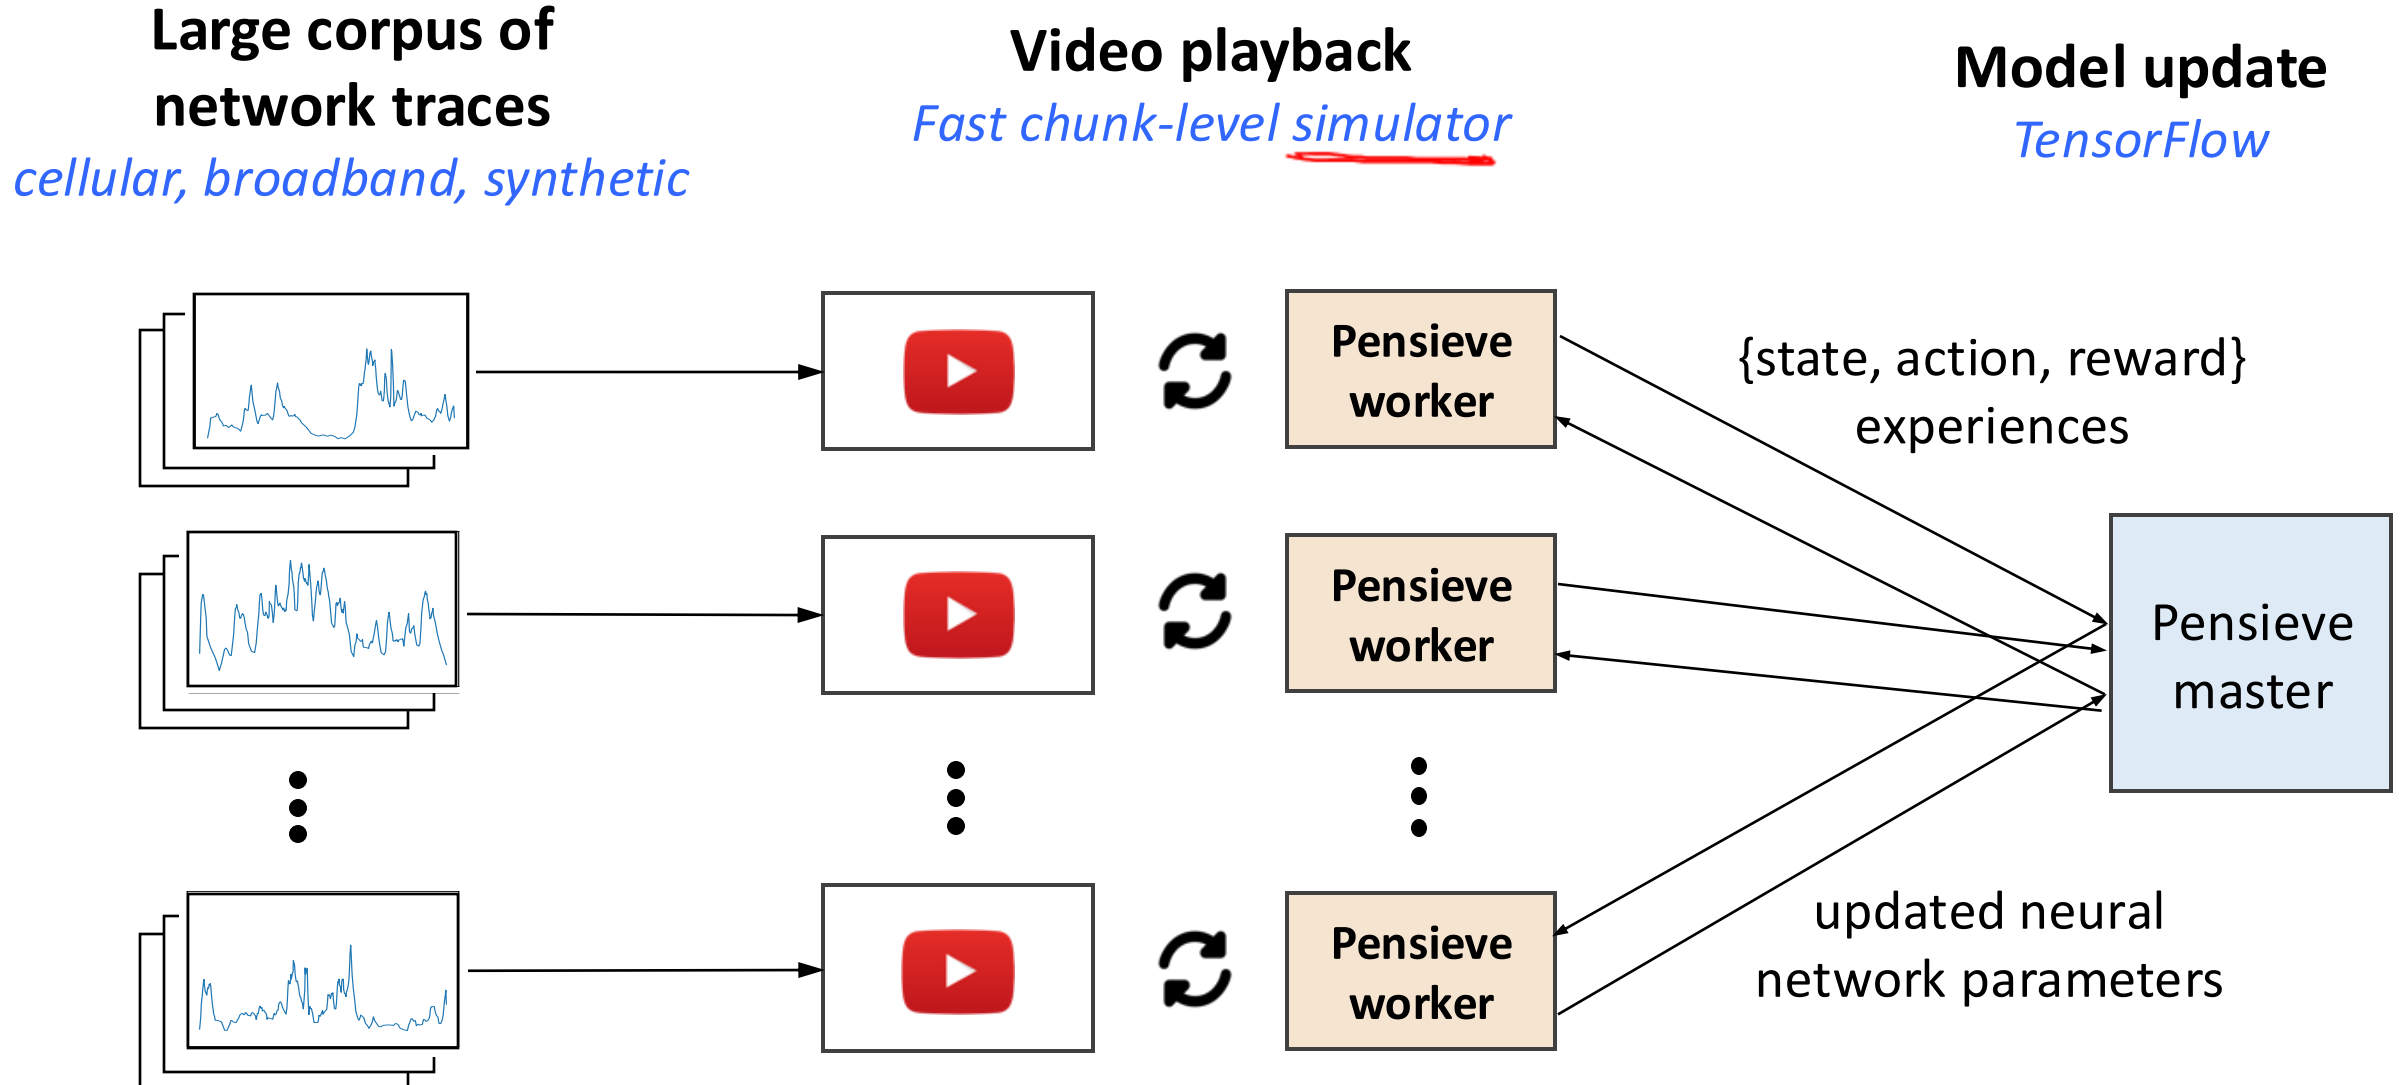 Large corpus of
network traces
cellular, broadband, synthetic
Video playback
Fast chunk-level simulator
Model update
TensorFlow
Pensieve
worker
{state, action, reward}
experiences
Pensieve
worker
Pensieve
master
Pensieve
worker
updated neural
network parameters